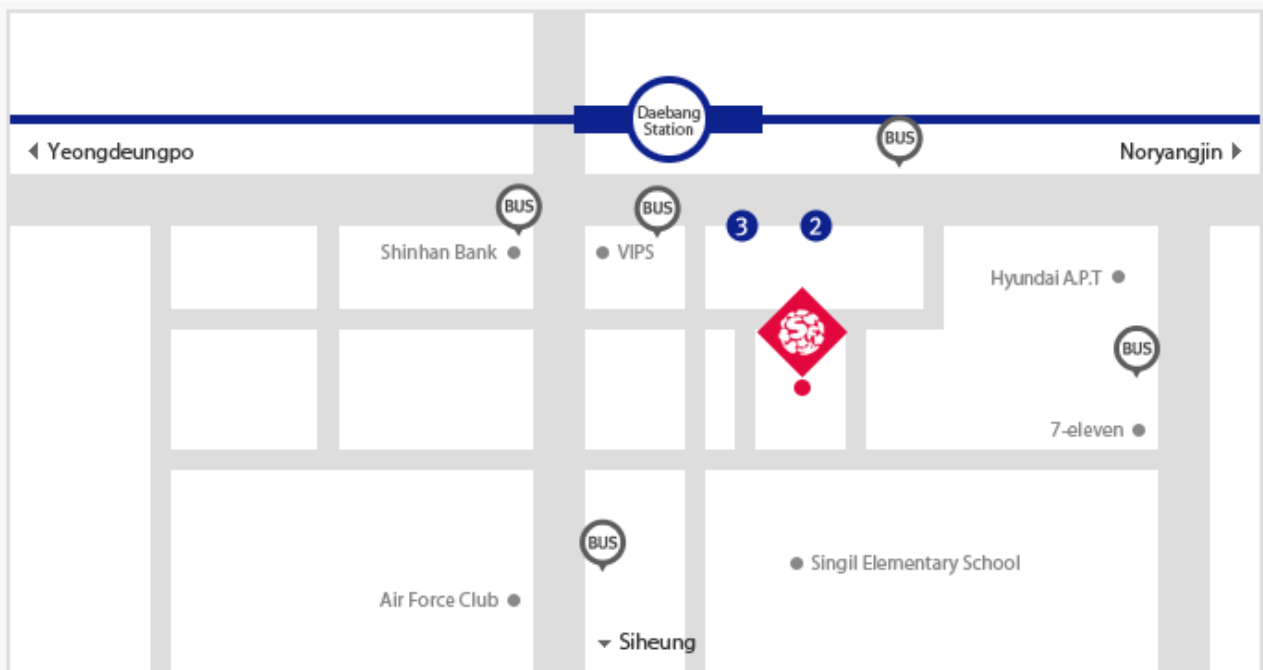 Daebang
Station
BUS
Yeongdeungpo
Noryangjin
BUS
BUS
3
2
Shinhan Bank
VIPS
Hyundai A.P.T
BUS
7-eleven
BUS
Singil Elementary School
Air Force Club
Siheung